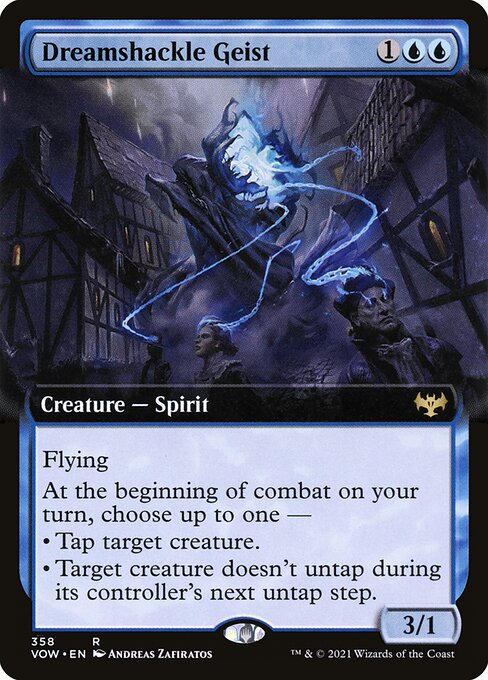 Dreamshackle Geist 1
Creature — Spirit
Flying
At the beginning of combat on your
turn, choose up to one —
• Tap target creature.
• Target creature doesn't untap during
its controller's next untap step.
3/1
358 R
VOW • EN ANDREAS ZAFIRATOS ™ & © 2021 Wizards of the Coast